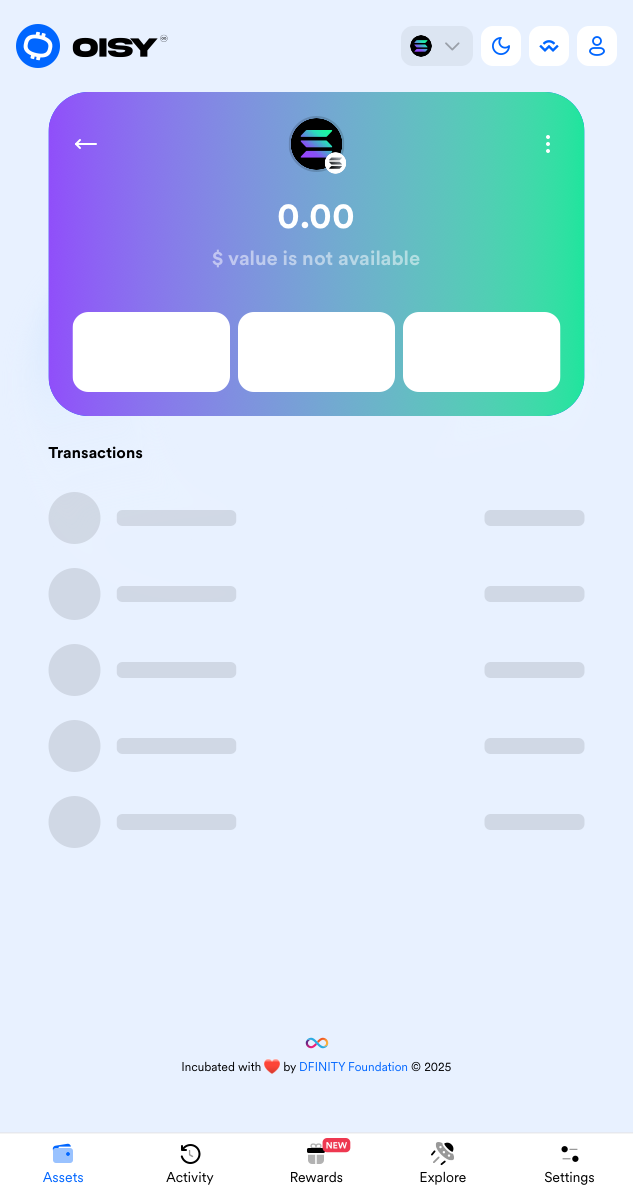 OISY
0.00
$ value is not available
Transactions
Incubated with ❤️ by DFINITY Foundation © 2025
NEW
Assets
Activity
Rewards
Explore
Settings